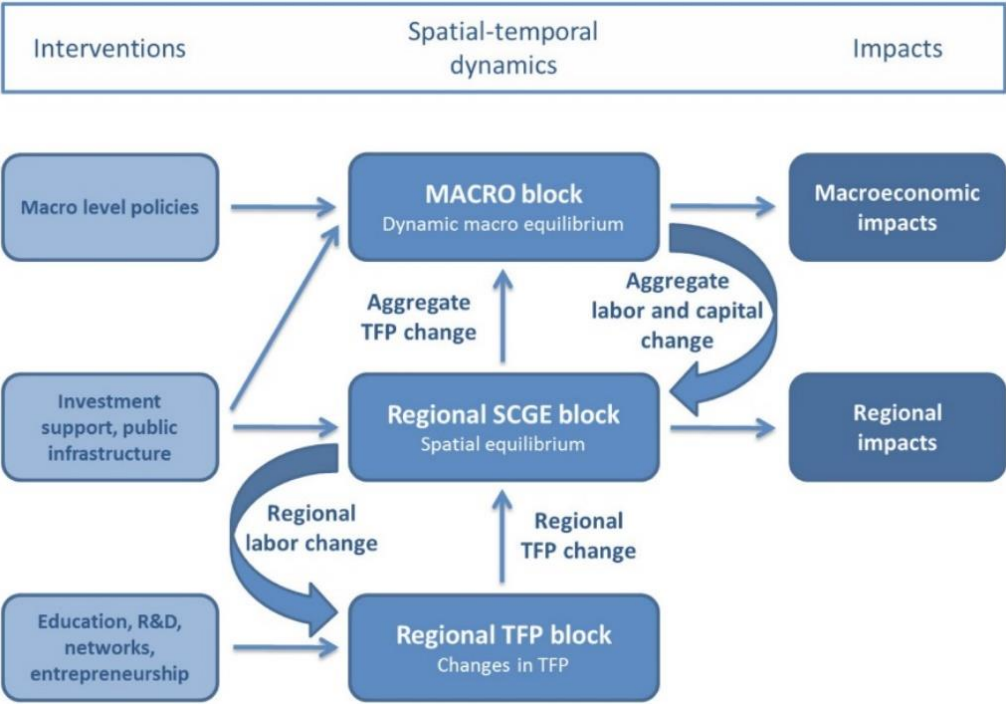 Interventions
Spatial-temporal
dynamics
Impacts
Macro level policies
MACRO block
Dynamic macro equilibrium
Macroeconomic
impacts
Aggregate
TFP change
Aggregate
labor and capital
change
Investment
support, public
infrastructure
Regional SCGE block
Spatial equilibrium
Regional
impacts
Regional
labor change
Regional
TFP change
Education, R&D,
networks,
entrepreneurship
Regional TFP block
Changes in TFP